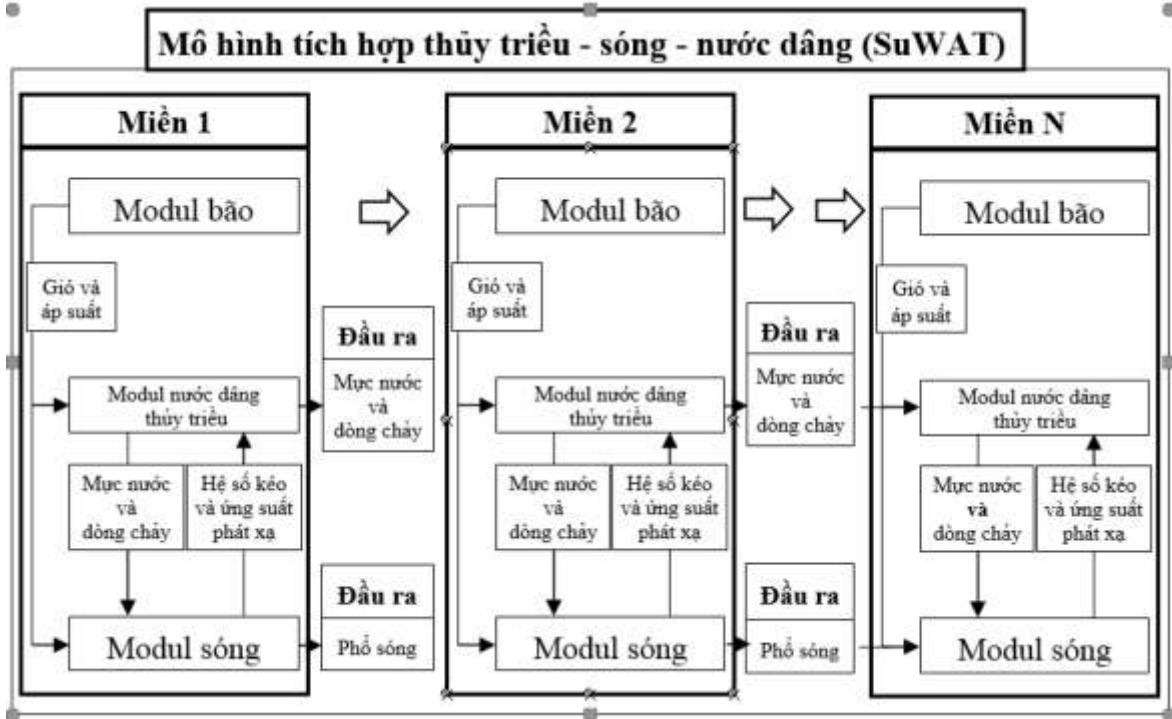 Mô hình tích hợp thủy triều - sóng - nước dâng (SuWAT)
Miền 1
Modul bão
Gió và
áp suất
Modul nước dâng
thủy triều
Mực nước
và
dòng chảy
Hệ số kéo
và ứng suất
phát xạ
Modul sóng
Đầu ra
Mực nước
và
dòng chảy
Đầu ra
Phổ sóng
Miền 2
Modul bão
Gió và
áp suất
Modul nước dâng
thủy triều
Mực nước
và
dòng chảy
Hệ số kéo
và ứng suất
phát xạ
Modul sóng
Đầu ra
Mực nước
và
dòng chảy
Đầu ra
Phổ sóng
Miền N
Modul bão
Gió và
áp suất
Modul nước dâng
thủy triều
Mực nước
và
dòng chảy
Hệ số kéo
và ứng suất
phát xạ
Modul sóng